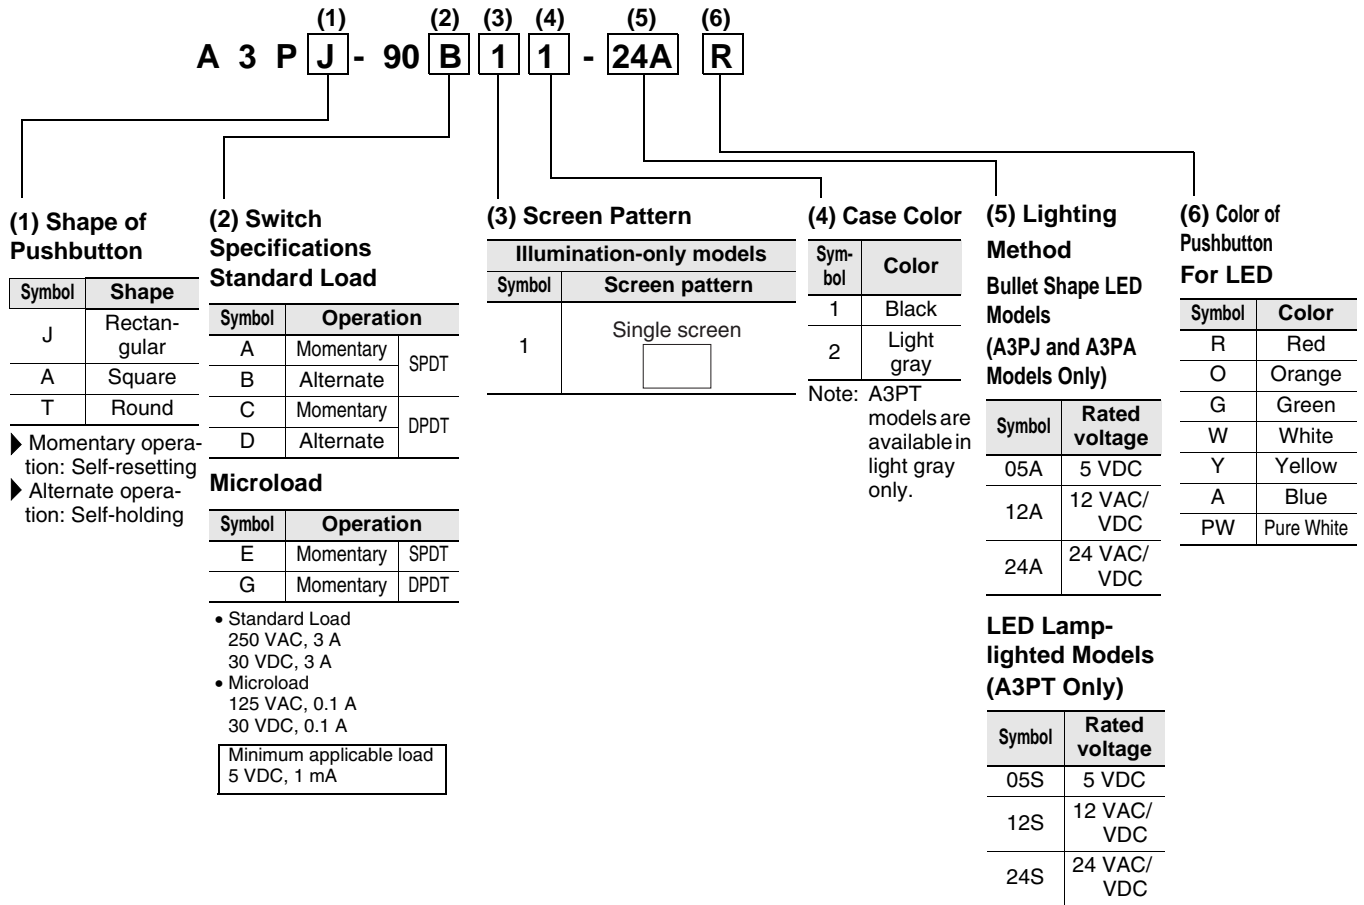 (1) (2) (3) (4) (5) (6)
A 3 P J - 90 B 1 1 - 24A R
(1) Shape of
Pushbutton
Symbol Shape
J Rectan-
gular
A Square
T Round
Momentary opera-
tion: Self-resetting
Alternate opera-
tion: Self-holding
(2) Switch
Specifications
Standard Load
Symbol Operation
A Momentary SPDT
B Alternate
C Momentary DPDT
D Alternate
Microload
Symbol Operation
E Momentary SPDT
G Momentary DPDT
• Standard Load
250 VAC, 3 A
30 VDC, 3 A
• Microload
125 VAC, 0.1 A
30 VDC, 0.1 A
Minimum applicable load
5 VDC, 1 mA
(3) Screen Pattern
Illumination-only models
Symbol Screen pattern
1 Single screen
(4) Case Color
Sym-
bol Color
1 Black
2 Light
gray
Note: A3PT
models are
available in
light gray
only.
(5) Lighting
Method
Bullet Shape LED
Models
(A3PJ and A3PA
Models Only)
Symbol Rated
voltage
05A 5 VDC
12A 12 VAC/
VDC
24A 24 VAC/
VDC
LED Lamp-
lighted Models
(A3PT Only)
Symbol Rated
voltage
05S 5 VDC
12S 12 VAC/
VDC
24S 24 VAC/
VDC
(6) Color of
Pushbutton
For LED
Symbol Color
R Red
O Orange
G Green
W White
Y Yellow
A Blue
PW Pure White